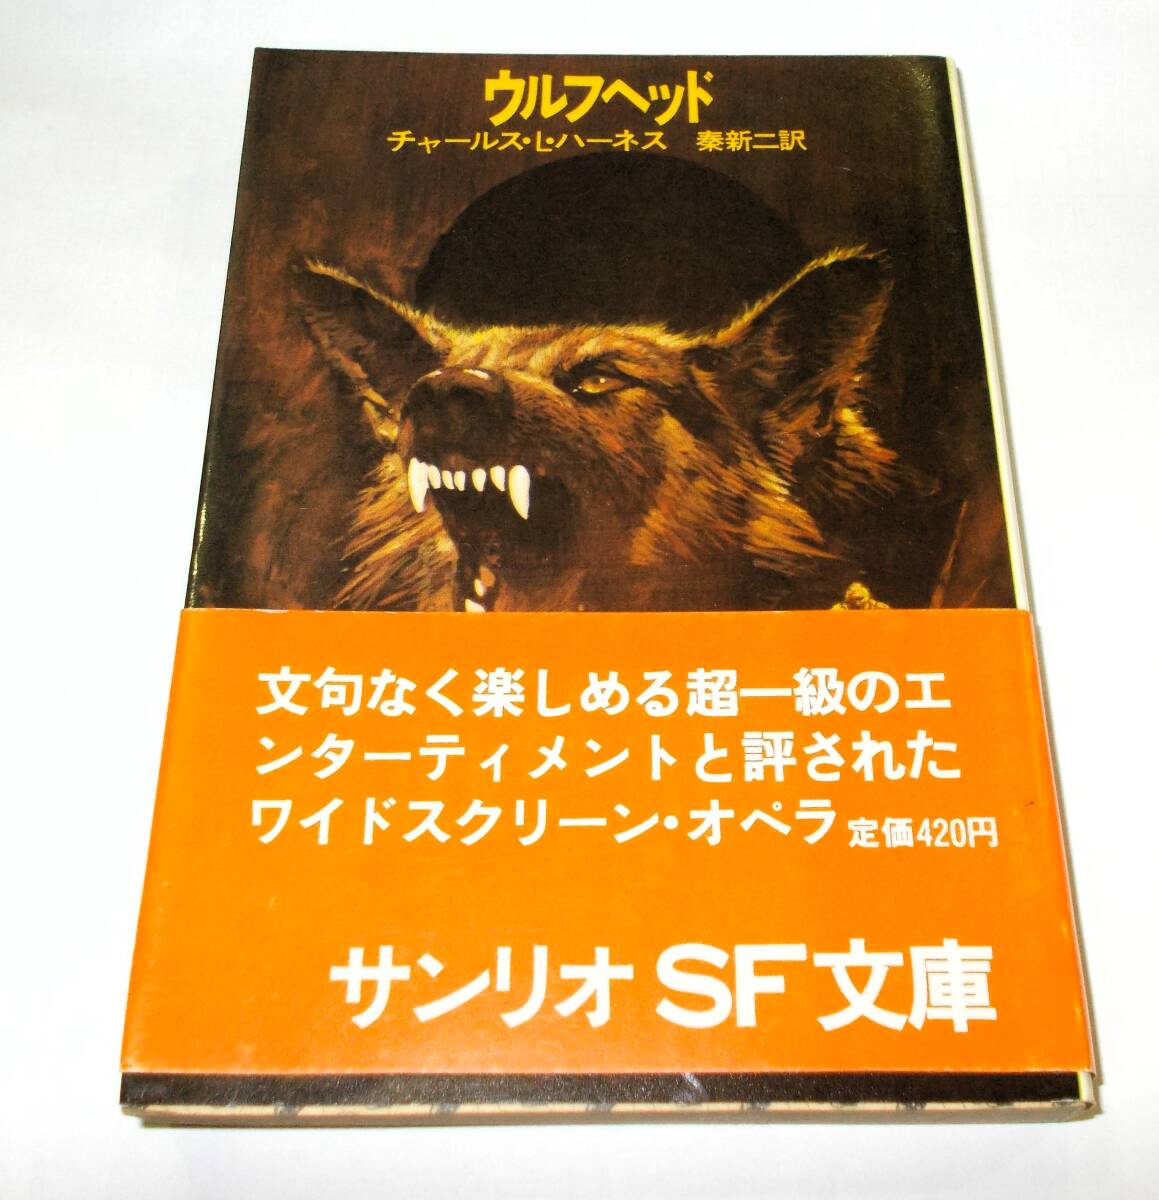 ウルフヘッド
チャールス・L・ハーネス 秦新二訳
文句なく楽しめる超一級のエ
ンターティメントと評された
ワイドスクリーン・オペラ 定価420円
サンリオSF文庫